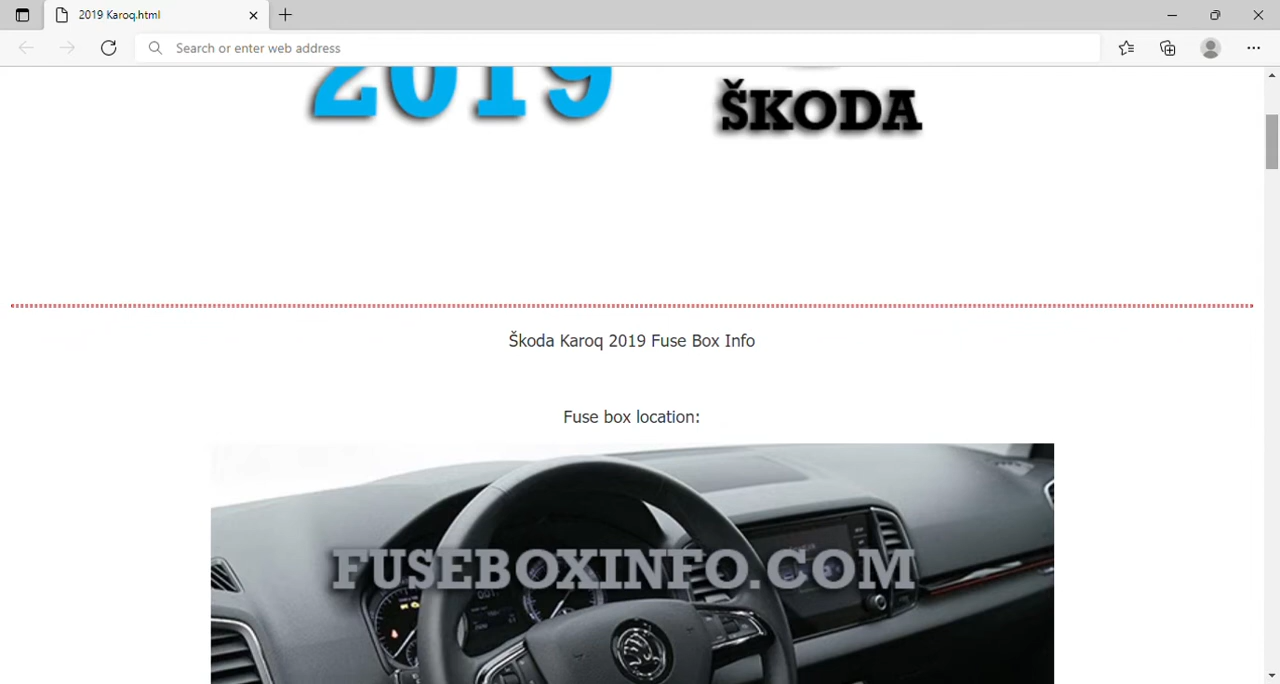 2019 Karoq.html
Search or enter web address
2019
ŠKODA
Škoda Karoq 2019 Fuse Box Info
Fuse box location:
FUSEBOXINFO.COM